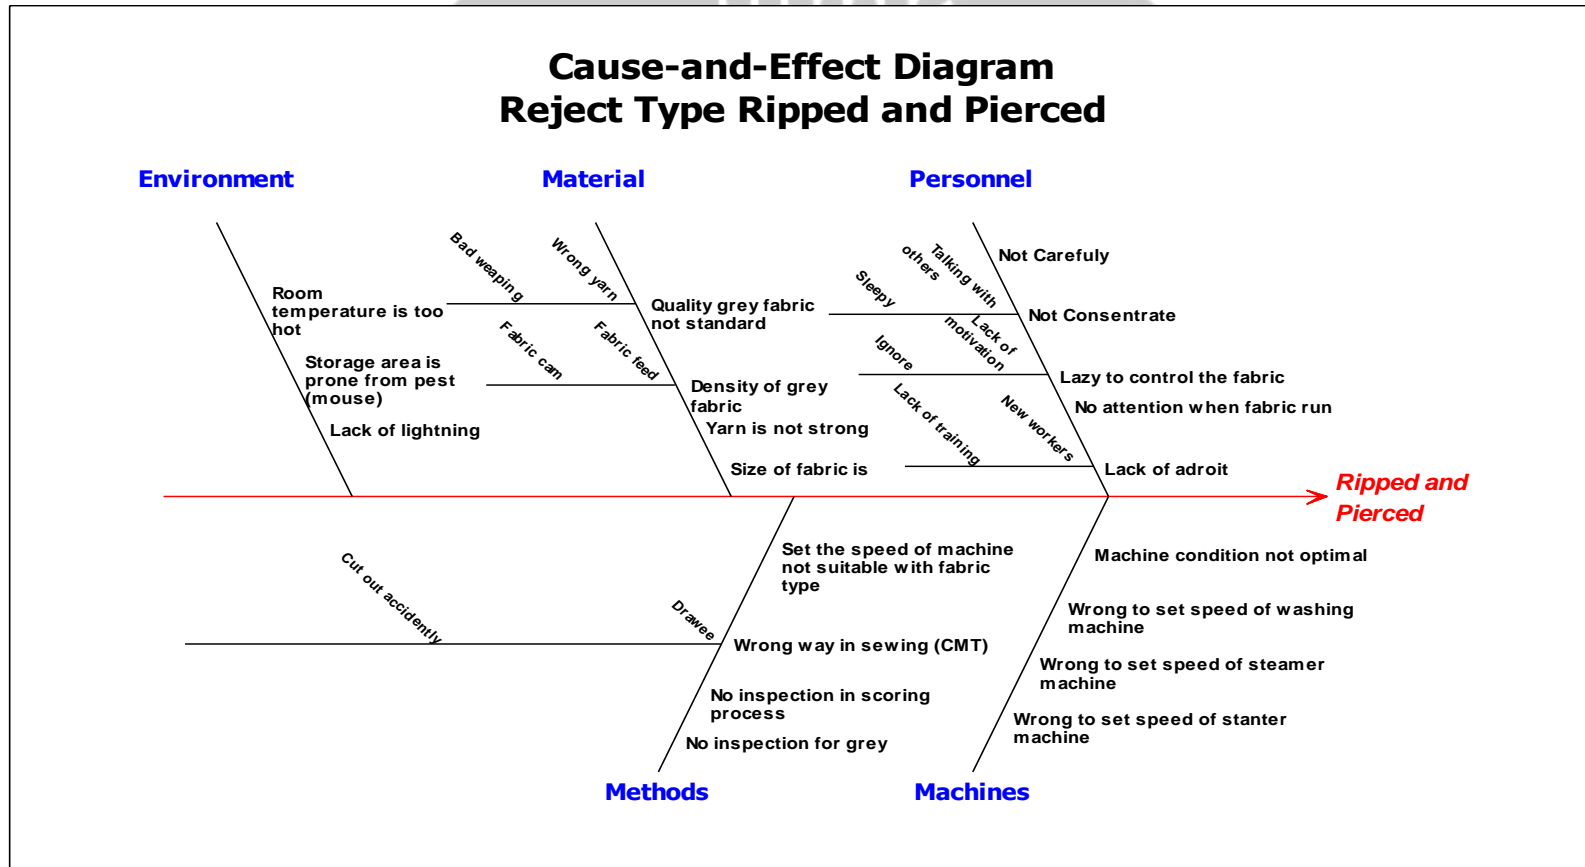 Cause-and-Effect Diagram
Reject Type Ripped and Pierced
Environment
Material
Personnel
Room
temperature is too
hot
Storage area is
prone from pest
(mouse)
Lack of lightning
Bad weaping
Wrong yarn
Quality grey fabric
not standard
Fabric cam
Fabric feed
Density of grey
fabric
Yarn is not strong
Size of fabric is
Not Carefuly
Sleepy
Talking with
others
Not Consentrate
Ignore
Lack of
motivation
Lazy to control the fabric
No attention when fabric run
Lack of training
New workers
Lack of adroit
Ripped and
Pierced
Set the speed of machine
not suitable with fabric
type
Cut out accidently
Drawee
Wrong way in sewing (CMT)
No inspection in scoring
process
No inspection for grey
Machine condition not optimal
Wrong to set speed of washing
machine
Wrong to set speed of steamer
machine
Wrong to set speed of stanter
machine
Methods
Machines